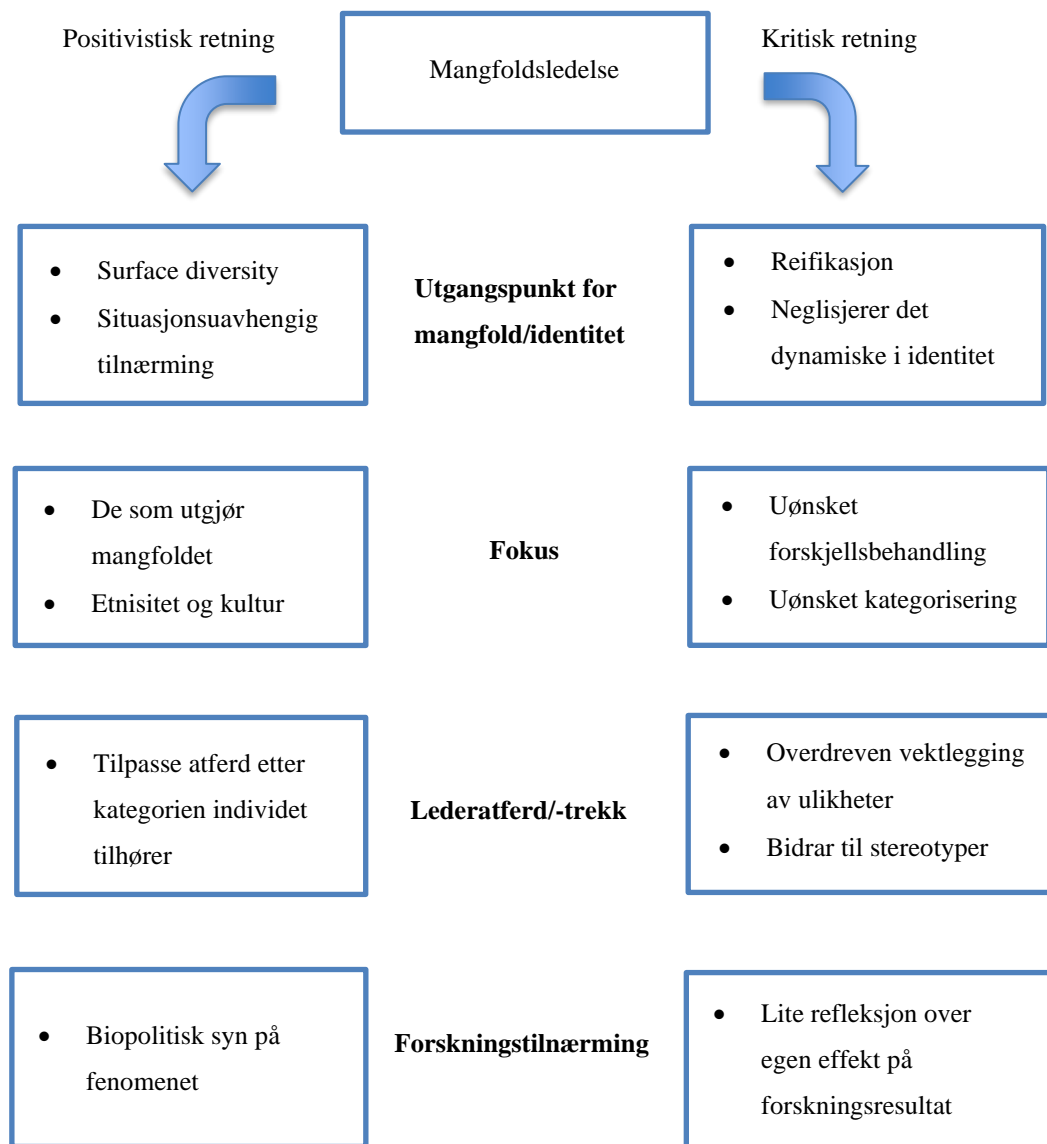 Positivistisk retning
Mangfoldsledelse
Kritisk retning
• Surface diversity
• Situasjonsuavhengig
tilnærming
Utgangspunkt for
mangfold/identitet
• Reifikasjon
• Neglisjerer det
dynamiske i identitet
• De som utgjør
mangfoldet
• Etnisitet og kultur
Fokus
• Uønsket
forskjellsbehandling
• Uønsket kategorisering
• Tilpasse atferd etter
kategorien individet
tilhører
Lederatferd/-trekk
• Overdreven vektlegging
av ulikheter
• Bidrar til stereotyper
• Biopolitisk syn på
fenomenet
Forskningstilnærming
• Lite refleksjon over
egen effekt på
forskningsresultat